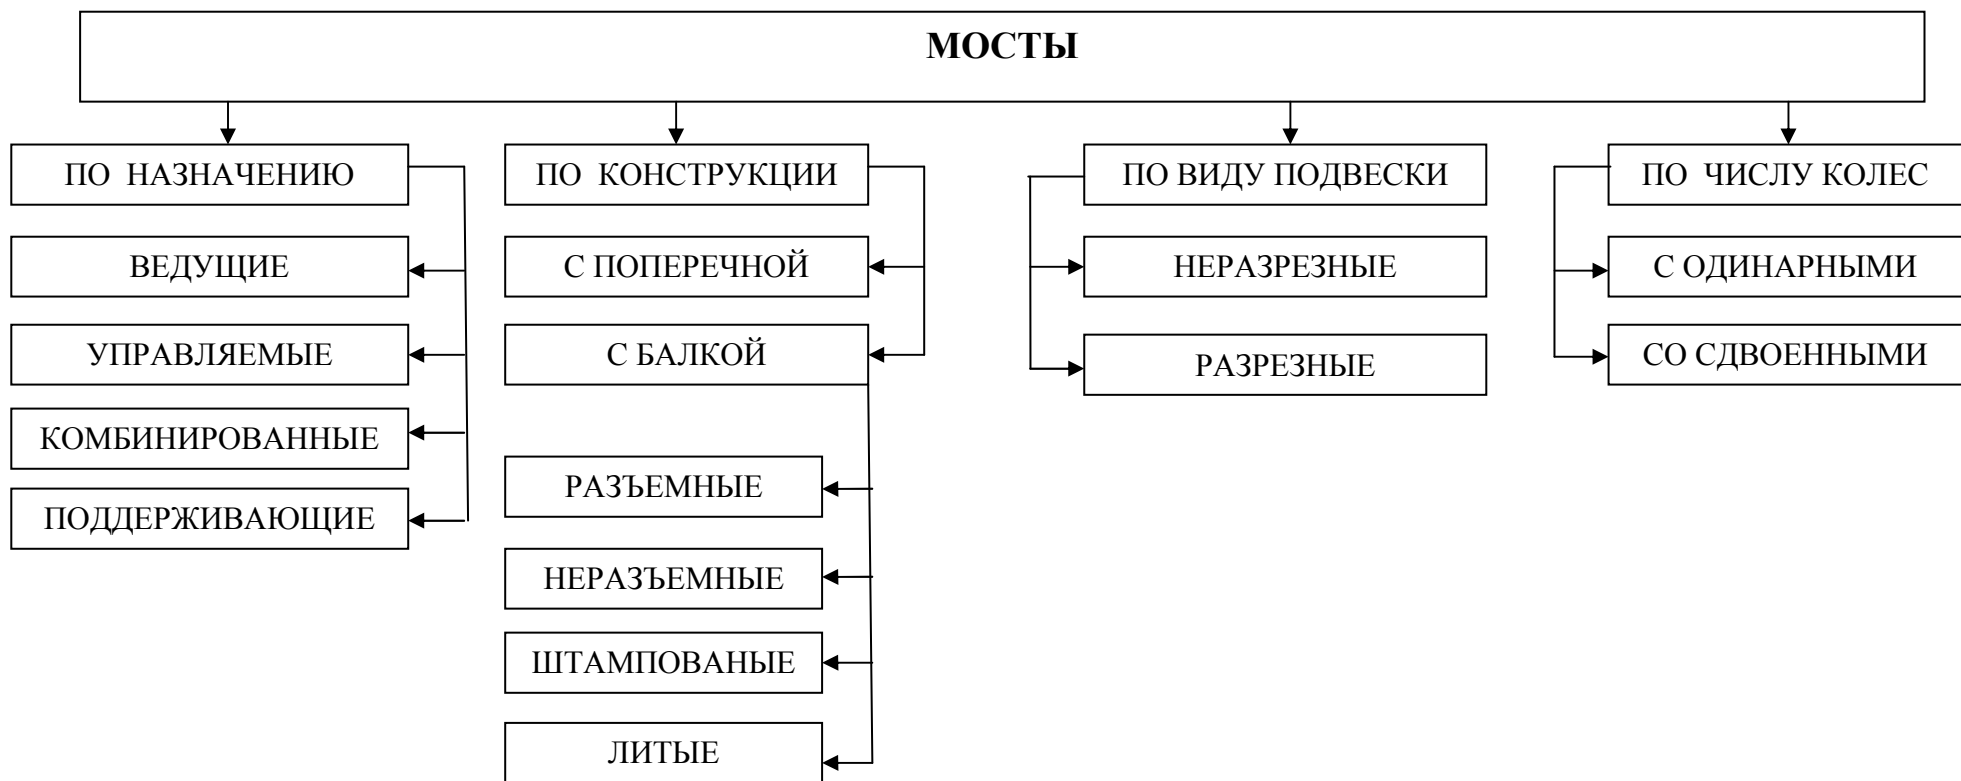 МОСТЫ
ПО НАЗНАЧЕНИЮ
ВЕДУЩИЕ
УПРАВЛЯЕМЫЕ
КОМБИНИРОВАННЫЕ
ПОДДЕРЖИВАЮЩИЕ
ПО КОНСТРУКЦИИ
С ПОПЕРЕЧНОЙ
С БАЛКОЙ
РАЗЪЕМНЫЕ
НЕРАЗЪЕМНЫЕ
ШТАМПОВАНЫЕ
ЛИТЫЕ
ПО ВИДУ ПОДВЕСКИ
НЕРАЗРЕЗНЫЕ
РАЗРЕЗНЫЕ
ПО ЧИСЛУ КОЛЕС
С ОДИНАРНЫМИ
СО СДВОЕННЫМИ